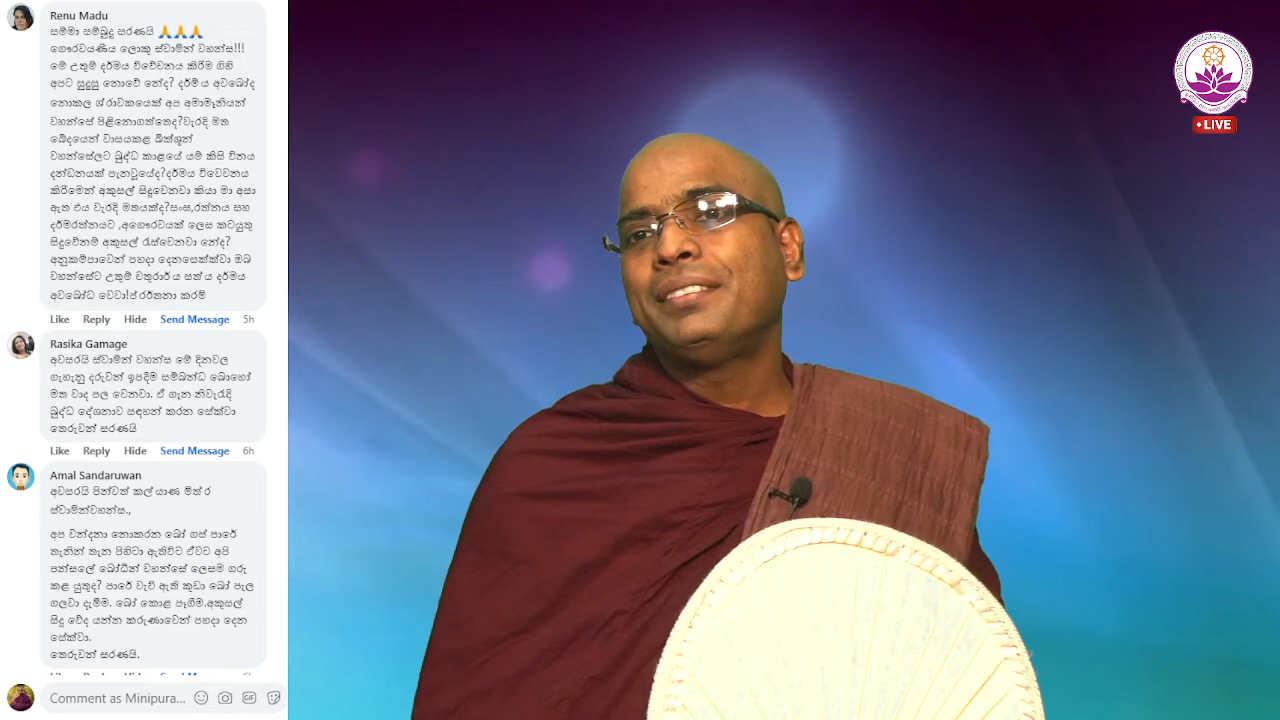 Renu Madu
සම්මා සම්බුදු සරණයි 🙏🙏🙏
ගෞරවයණීය ලොකු ස්වාමින් වහන්ස!!!
මේ උතුම් දර්මය විවේචනය කිරීම ගිහි
අපට සුදුසු නොවේ නේද? දර්මය අවබෝද
නොකල ශ්රාවකයෙක් අප අමාමෑනියන්
වහන්සේ පිළිනොගත්තෙද?වැරදි මත
බේදයෙන් වාසයකළ භික්ශූන්
වහන්සේලට බුද්ධ කාළයේ යම් කිසි විනය
දන්ඩනයක් පැනවූයේද?දර්මය විවේචනය
කිරීමෙන් අකුසල් සිදුවෙනවා කියා මා අසා
ඇත එය වැරදි මතයක්ද?සංඝ,රත්නය සහ
දර්මරත්නයට ,අගෞරවයක් ලෙස කටයුතු
සිදුවේනම් අකුසල් රැස්වෙනවා නේද?
අනුකම්පාවෙන් පහදා දෙනසෙක්ක්වා ඔබ
වහන්සේට උතුම් චතුරාර්ය සත්ය දර්මය
අවබෝධ වෙවා!ප්රර්තනා කරමි
Like Reply Hide Send Message 5h
Rasika Gamage
අවසරයි ස්වාමින් වහන්ස මේ දිනවල
ගැහැනු දරුවන් ඉපදීම සම්බන්ධ බොහෝ
මත වාද පල වෙනවා. ඒ ගැන නිවැරැදි
බුද්ධ දේශනාව සඳහන් කරන සේක්වා
තෙරුවන් සරණයි
Like Reply Hide Send Message 6h
Amal Sandaruwan
අවසරයි පින්වත් කල්යාණ මිත්ර
ස්වාමින්වහන්ස.,
අප වන්දනා නොකරන බෝ ගස් පාරේ
තැනින් තැන පිහිටා ඇතිවිට ඒවට අපි
පන්සලේ බෝධීන් වහන්සේ ලෙසම ගරු
කළ යුතුද? පාරේ වැවී ඇති කුඩා බෝ පැල
ගලවා දැම්ම. බෝ කොළ පෑගීම.අකුසල්
සිදු වේද යන්න කරුණාවෙන් පහදා දෙන
සේක්වා.
තෙරුවන් සරණයි.
Comment as Minipura...
GIF
• LIVE